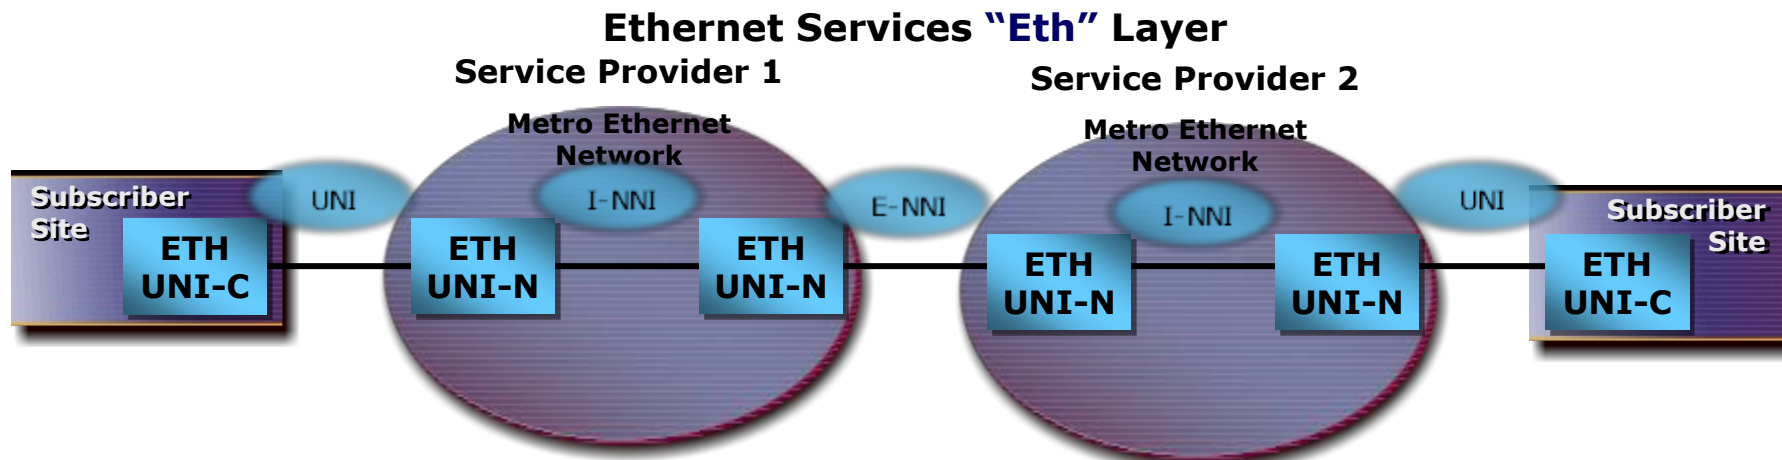 Ethernet Services “Eth” Layer
Service Provider 1
Service Provider 2
Metro Ethernet
Network
Metro Ethernet
Network
Subscriber
Site
UNI
I-NNI
E-NNI
I-NNI
UNI
Subscriber
Site
ETH
UNI-C
ETH
UNI-N
ETH
UNI-N
ETH
UNI-N
ETH
UNI-N
ETH
UNI-C